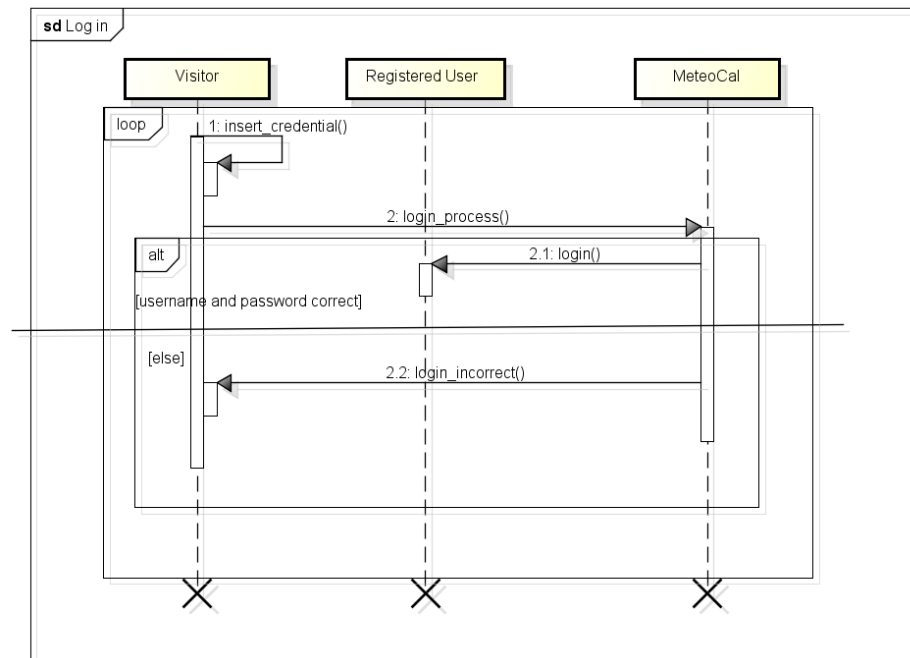 sd Log in
Visitor
Registered User
MeteoCal
loop
1: insert_credential()
2: login_process()
alt
2.1: login()
[username and password correct]
[else]
2.2: login_incorrect()